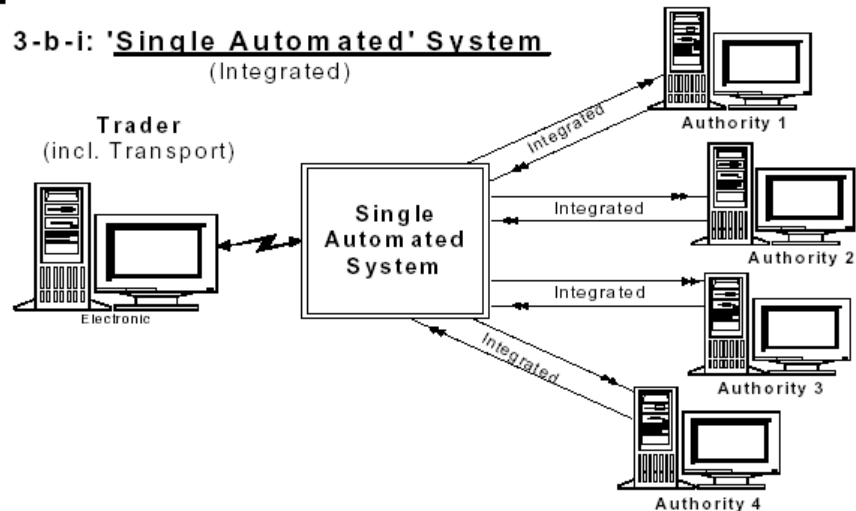 3-b-i: 'Single Automated' System
(Integrated)
Trader
(incl. Transport)
Electronic
Single
Automated
System
Integrated
Authority 1
Integrated
Authority 2
Integrated
Authority 3
Integrated
Authority 4